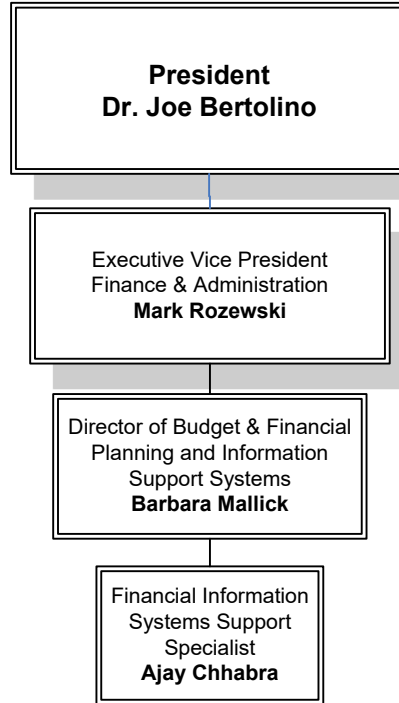 President
Dr. Joe Bertolino
Executive Vice President
Finance & Administration
Mark Rozewski
Director of Budget & Financial
Planning and Information
Support Systems
Barbara Mallick
Financial Information
Systems Support
Specialist
Ajay Chhabra